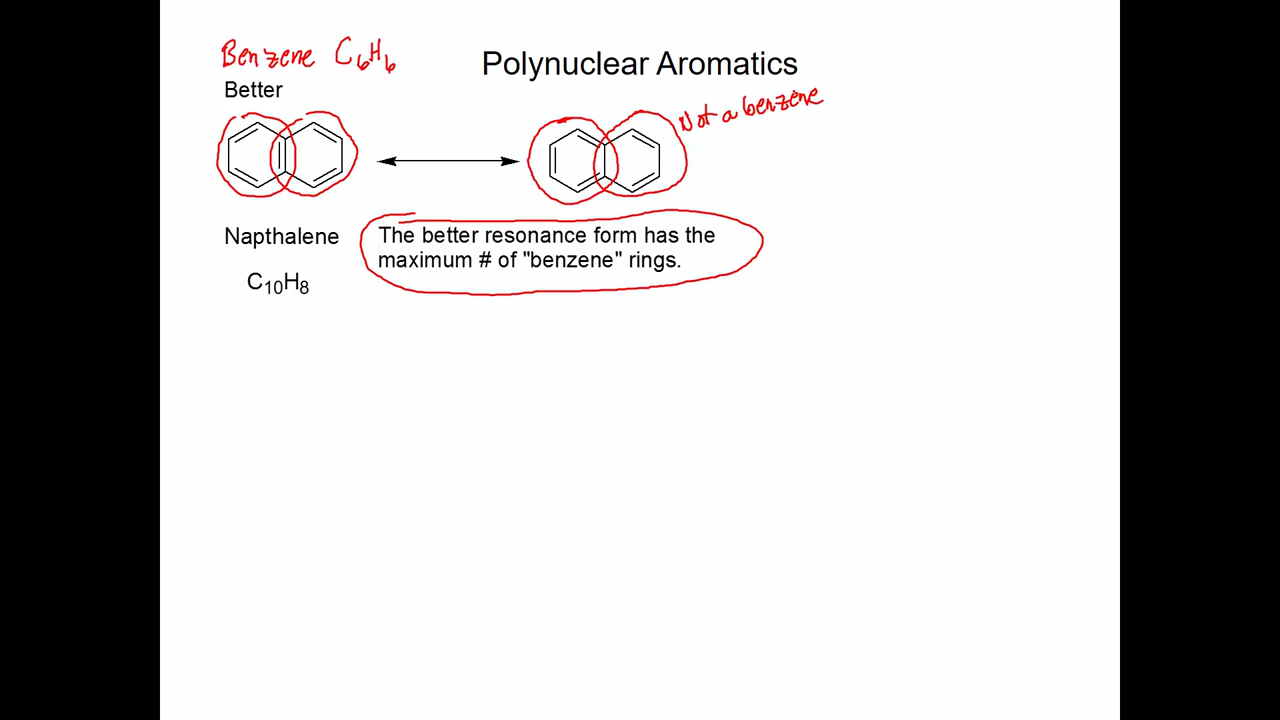 Benzene C6H6
Polynuclear Aromatics
Better
Not a benzene
Napthalene
The better resonance form has the
maximum # of "benzene" rings.
C10H8